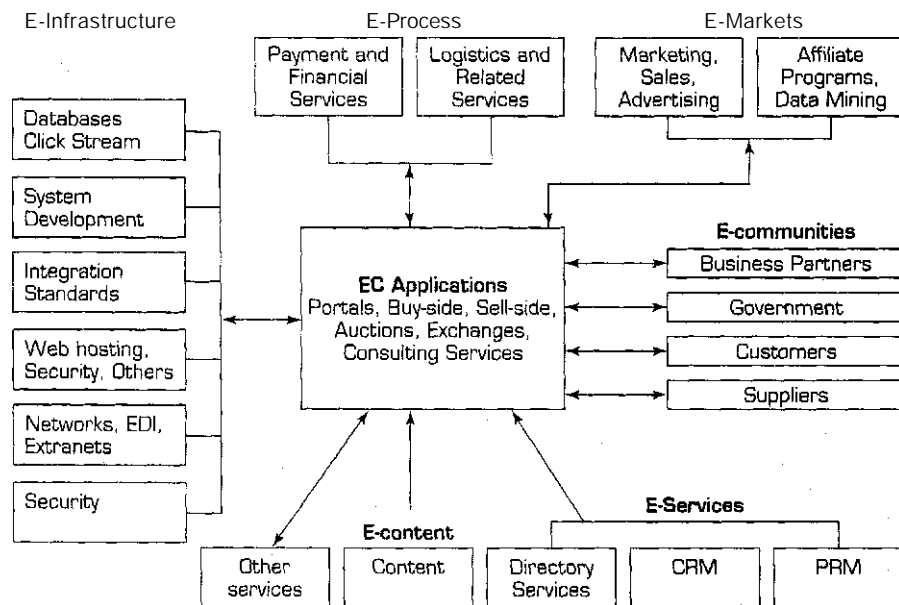 E-Infrastructure
E-Process
E-Markets
Payment and
Financial
Services
Logistics and
Related
Services
Marketing,
Sales,
Advertising
Affiliate
Programs,
Data Mining
Databases
Click Stream
System
Development
Integration
Standards
Web hosting,
Security, Others
Networks, EDI,
Extranets
Security
EC Applications
Portals, Buy-side, Sell-side,
Auctions, Exchanges,
Consulting Services
E-communities
Business Partners
Government
Customers
Suppliers
E-content
E-Services
Other
services
Content
Directory
Services
CRM
PRM